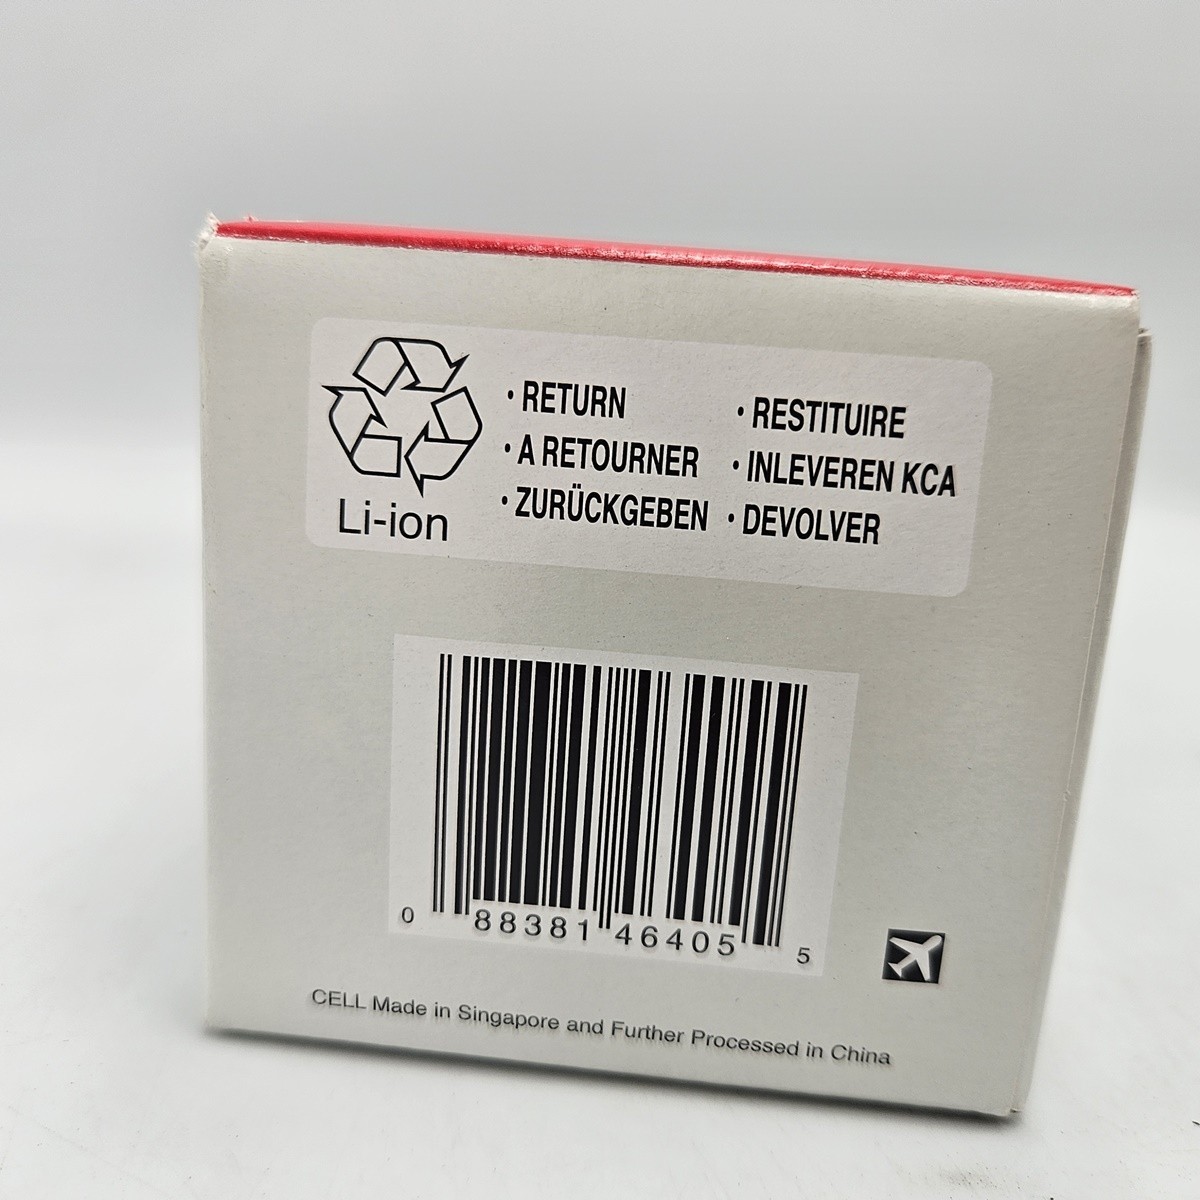 • RETURN
• A RETOURNER
• ZURÜCKGEBEN
• RESTITUIRE
• INLEVEREN KCA
• DEVOLVER
Li-ion
0 88381 46405 5
CELL Made in Singapore and Further Processed in China